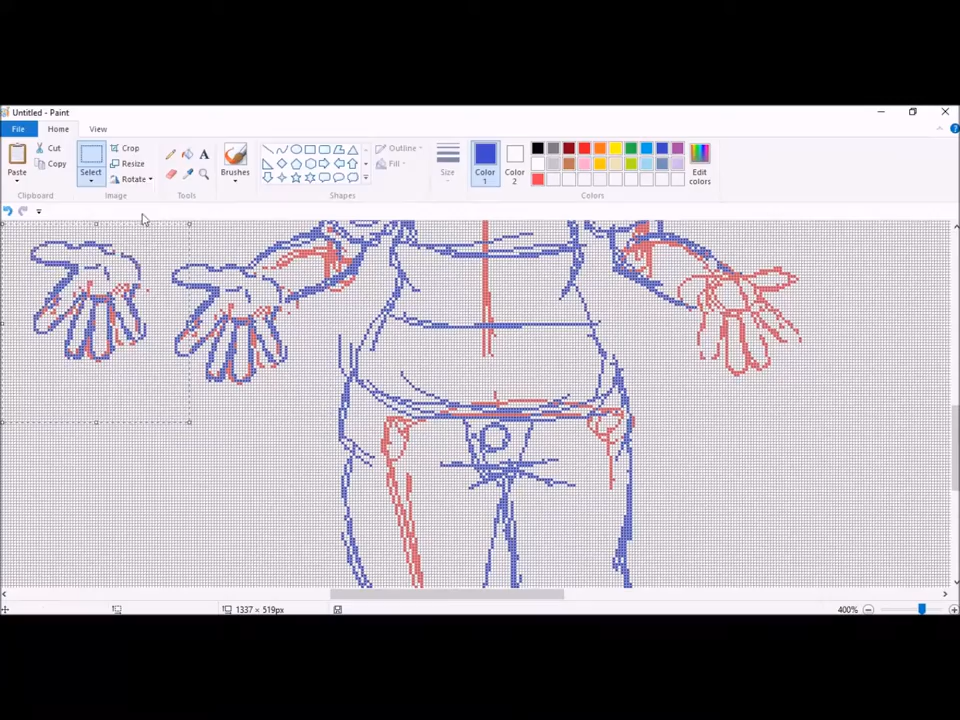 Untitled - Paint
File Home View
Paste
Cut
Copy
Clipboard
Select
Crop
Resize
Rotate
Image
A
Tools
Brushes
Outline
Fill
Shapes
Size
Color
1
Color
2
Edit
colors
Colors
1337 × 519px
400%